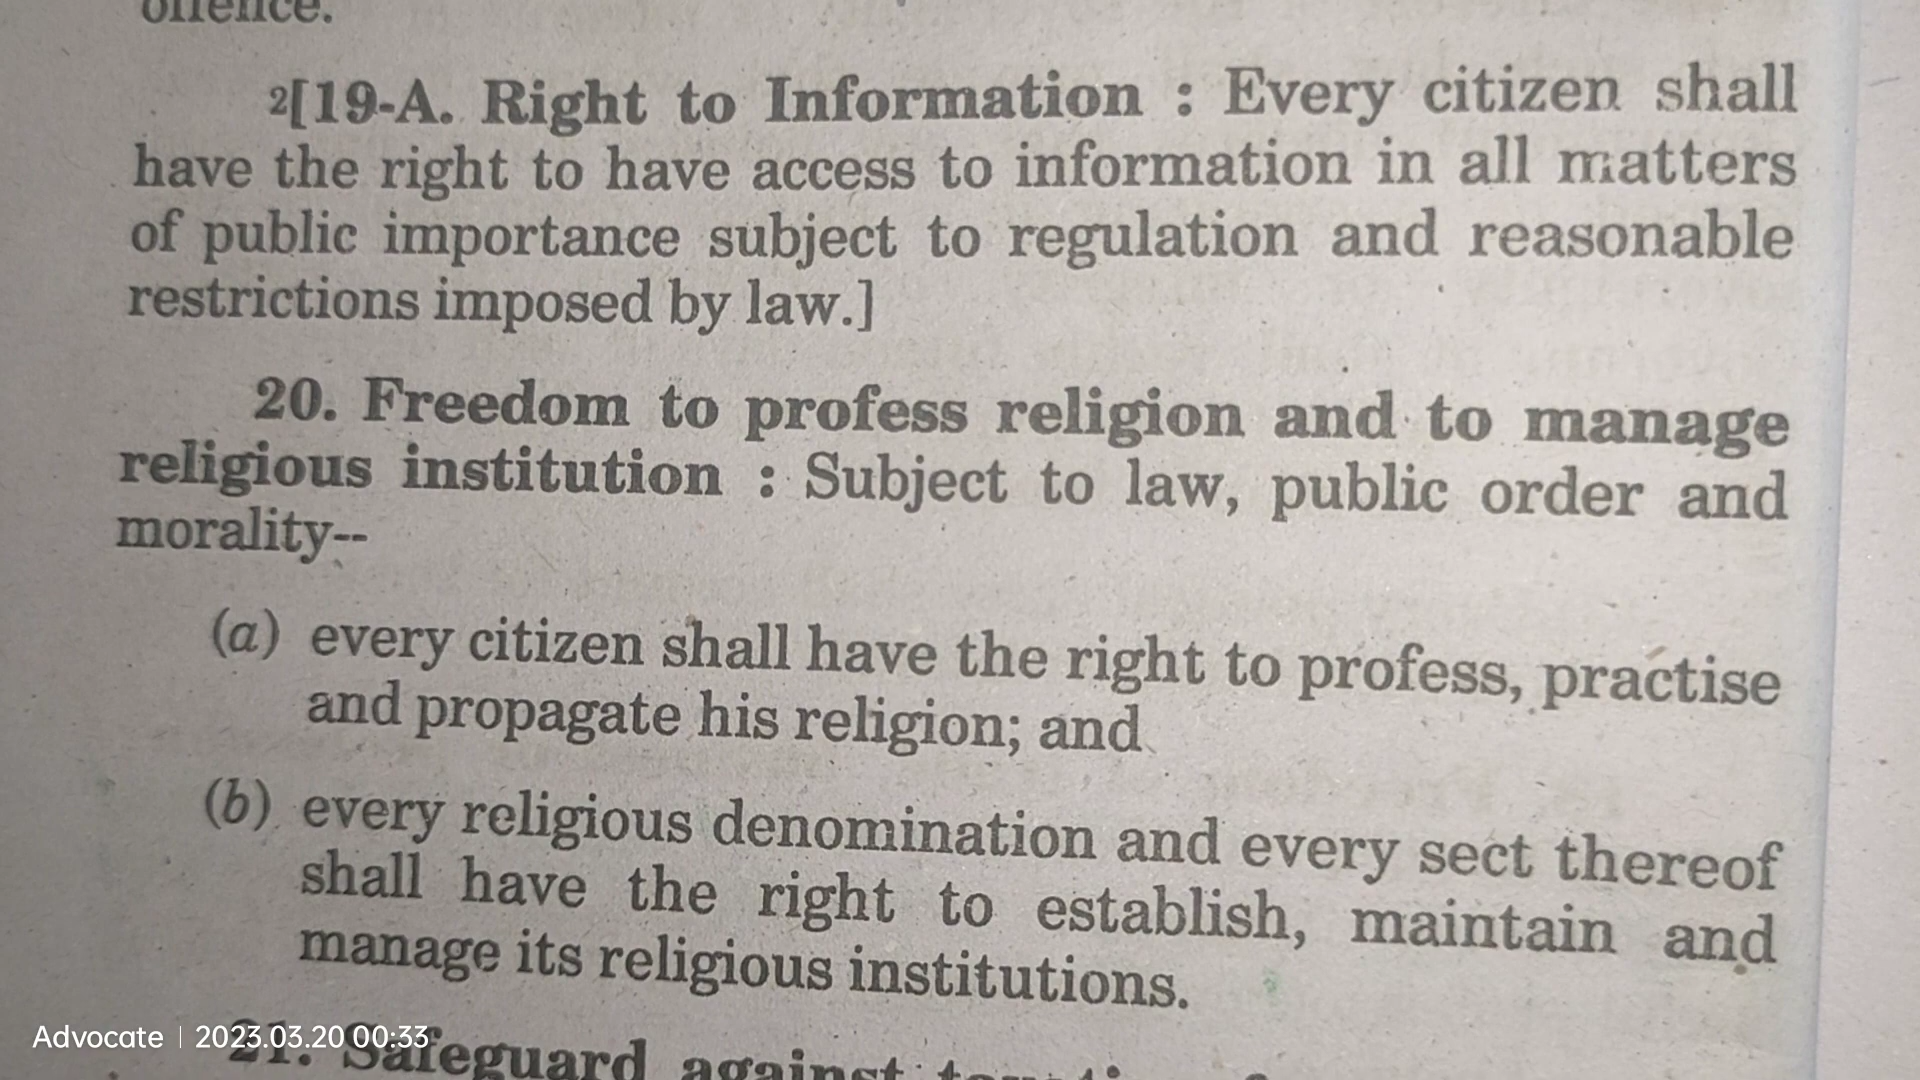 offence.
2[19-A. Right to Information : Every citizen shall
have the right to have access to information in all matters
of public importance subject to regulation and reasonable
restrictions imposed by law.]
20. Freedom to profess religion and to manage
religious institution : Subject to law, public order and
morality--
(a) every citizen shall have the right to profess, practise
and propagate his religion; and
(b) every religious denomination and every sect thereof
shall have the right to establish, maintain and
manage its religious institutions.
21. Safeguard against
Advocate | 2023.03.20 00:33